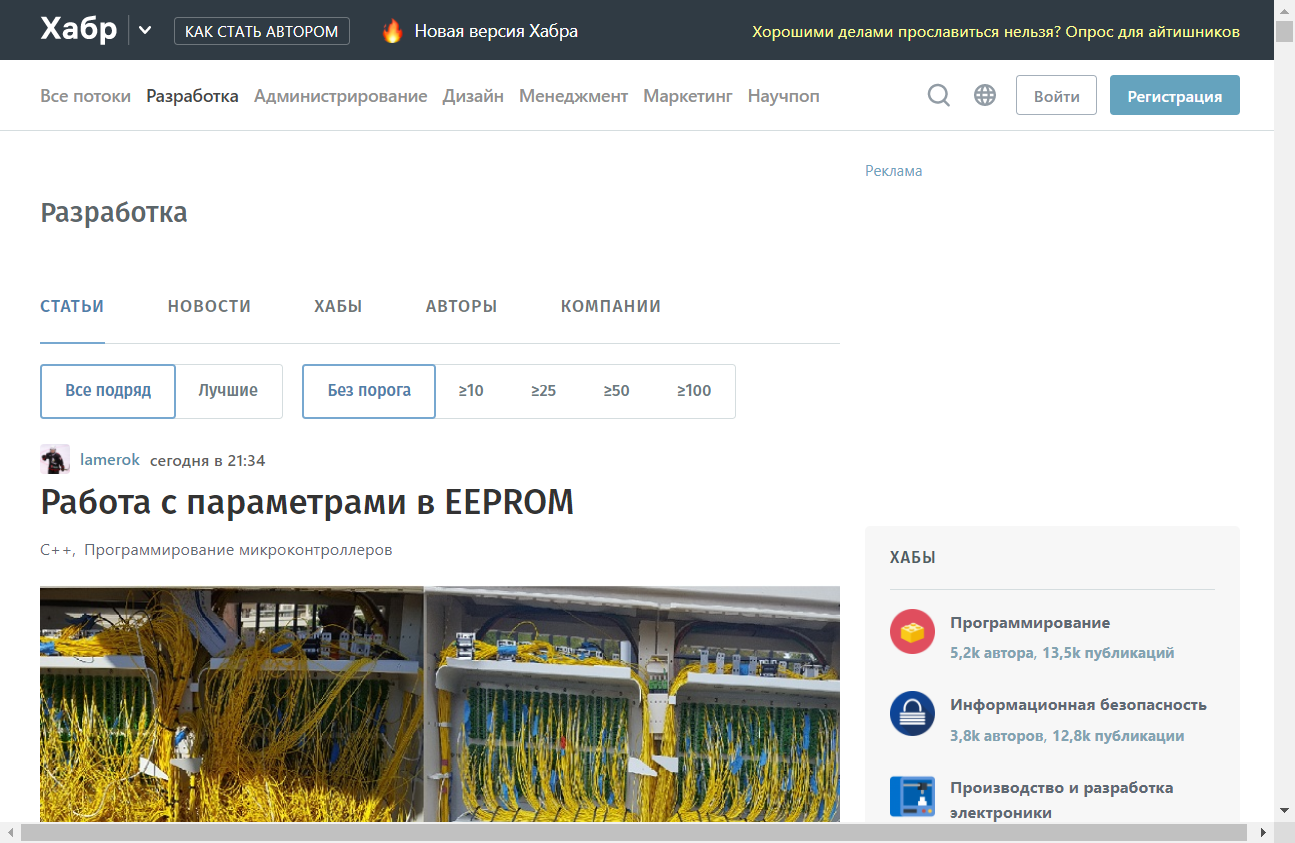 Хабр
КАК СТАТЬ АВТОРОМ
Новая версия Хабра
Хорошими делами прославиться нельзя? Опрос для айтишников
Все потоки Разработка Администрирование Дизайн Менеджмент Маркетинг Научпоп
Войти
Регистрация
Реклама
Разработка
СТАТЬИ НОВОСТИ ХАБЫ АВТОРЫ КОМПАНИИ
Все подряд Лучшие Без порога ≥10 ≥25 ≥50 ≥100
lamerok сегодня в 21:34
Работа с параметрами в EEPROM
C++, Программирование микроконтроллеров
ХАБЫ
Программирование
5,2k автора, 13,5k публикаций
Информационная безопасность
3,8k авторов, 12,8k публикации
Производство и разработка
электроники